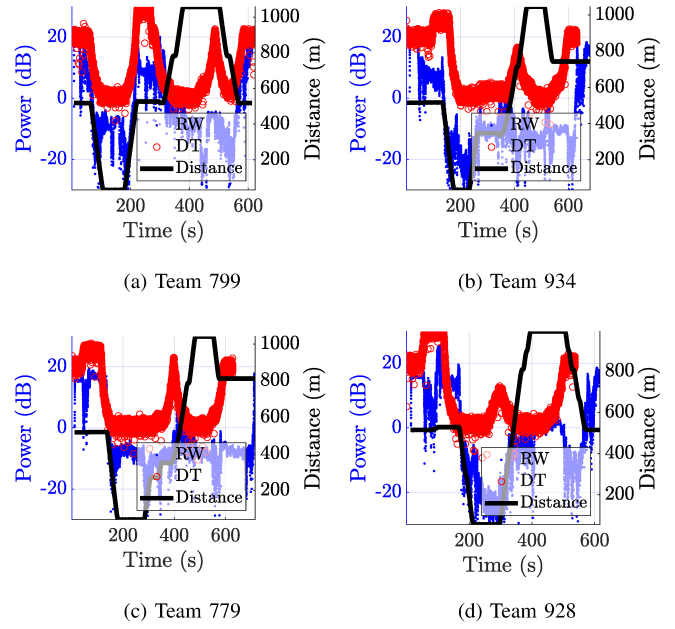 20
0
-20
Power (dB)
1000
800
600
400
200
Distance (m)
RW
DT
Distance
200 400 600
Time (s)
(a) Team 799
20
0
-20
Power (dB)
1000
800
600
400
200
Distance (m)
RW
DT
Distance
200 400 600
Time (s)
(b) Team 934
20
0
-20
Power (dB)
1000
800
600
400
200
Distance (m)
RW
DT
Distance
200 400 600
Time (s)
(c) Team 779
20
0
-20
Power (dB)
800
600
400
200
Distance (m)
RW
DT
Distance
200 400 600
Time (s)
(d) Team 928